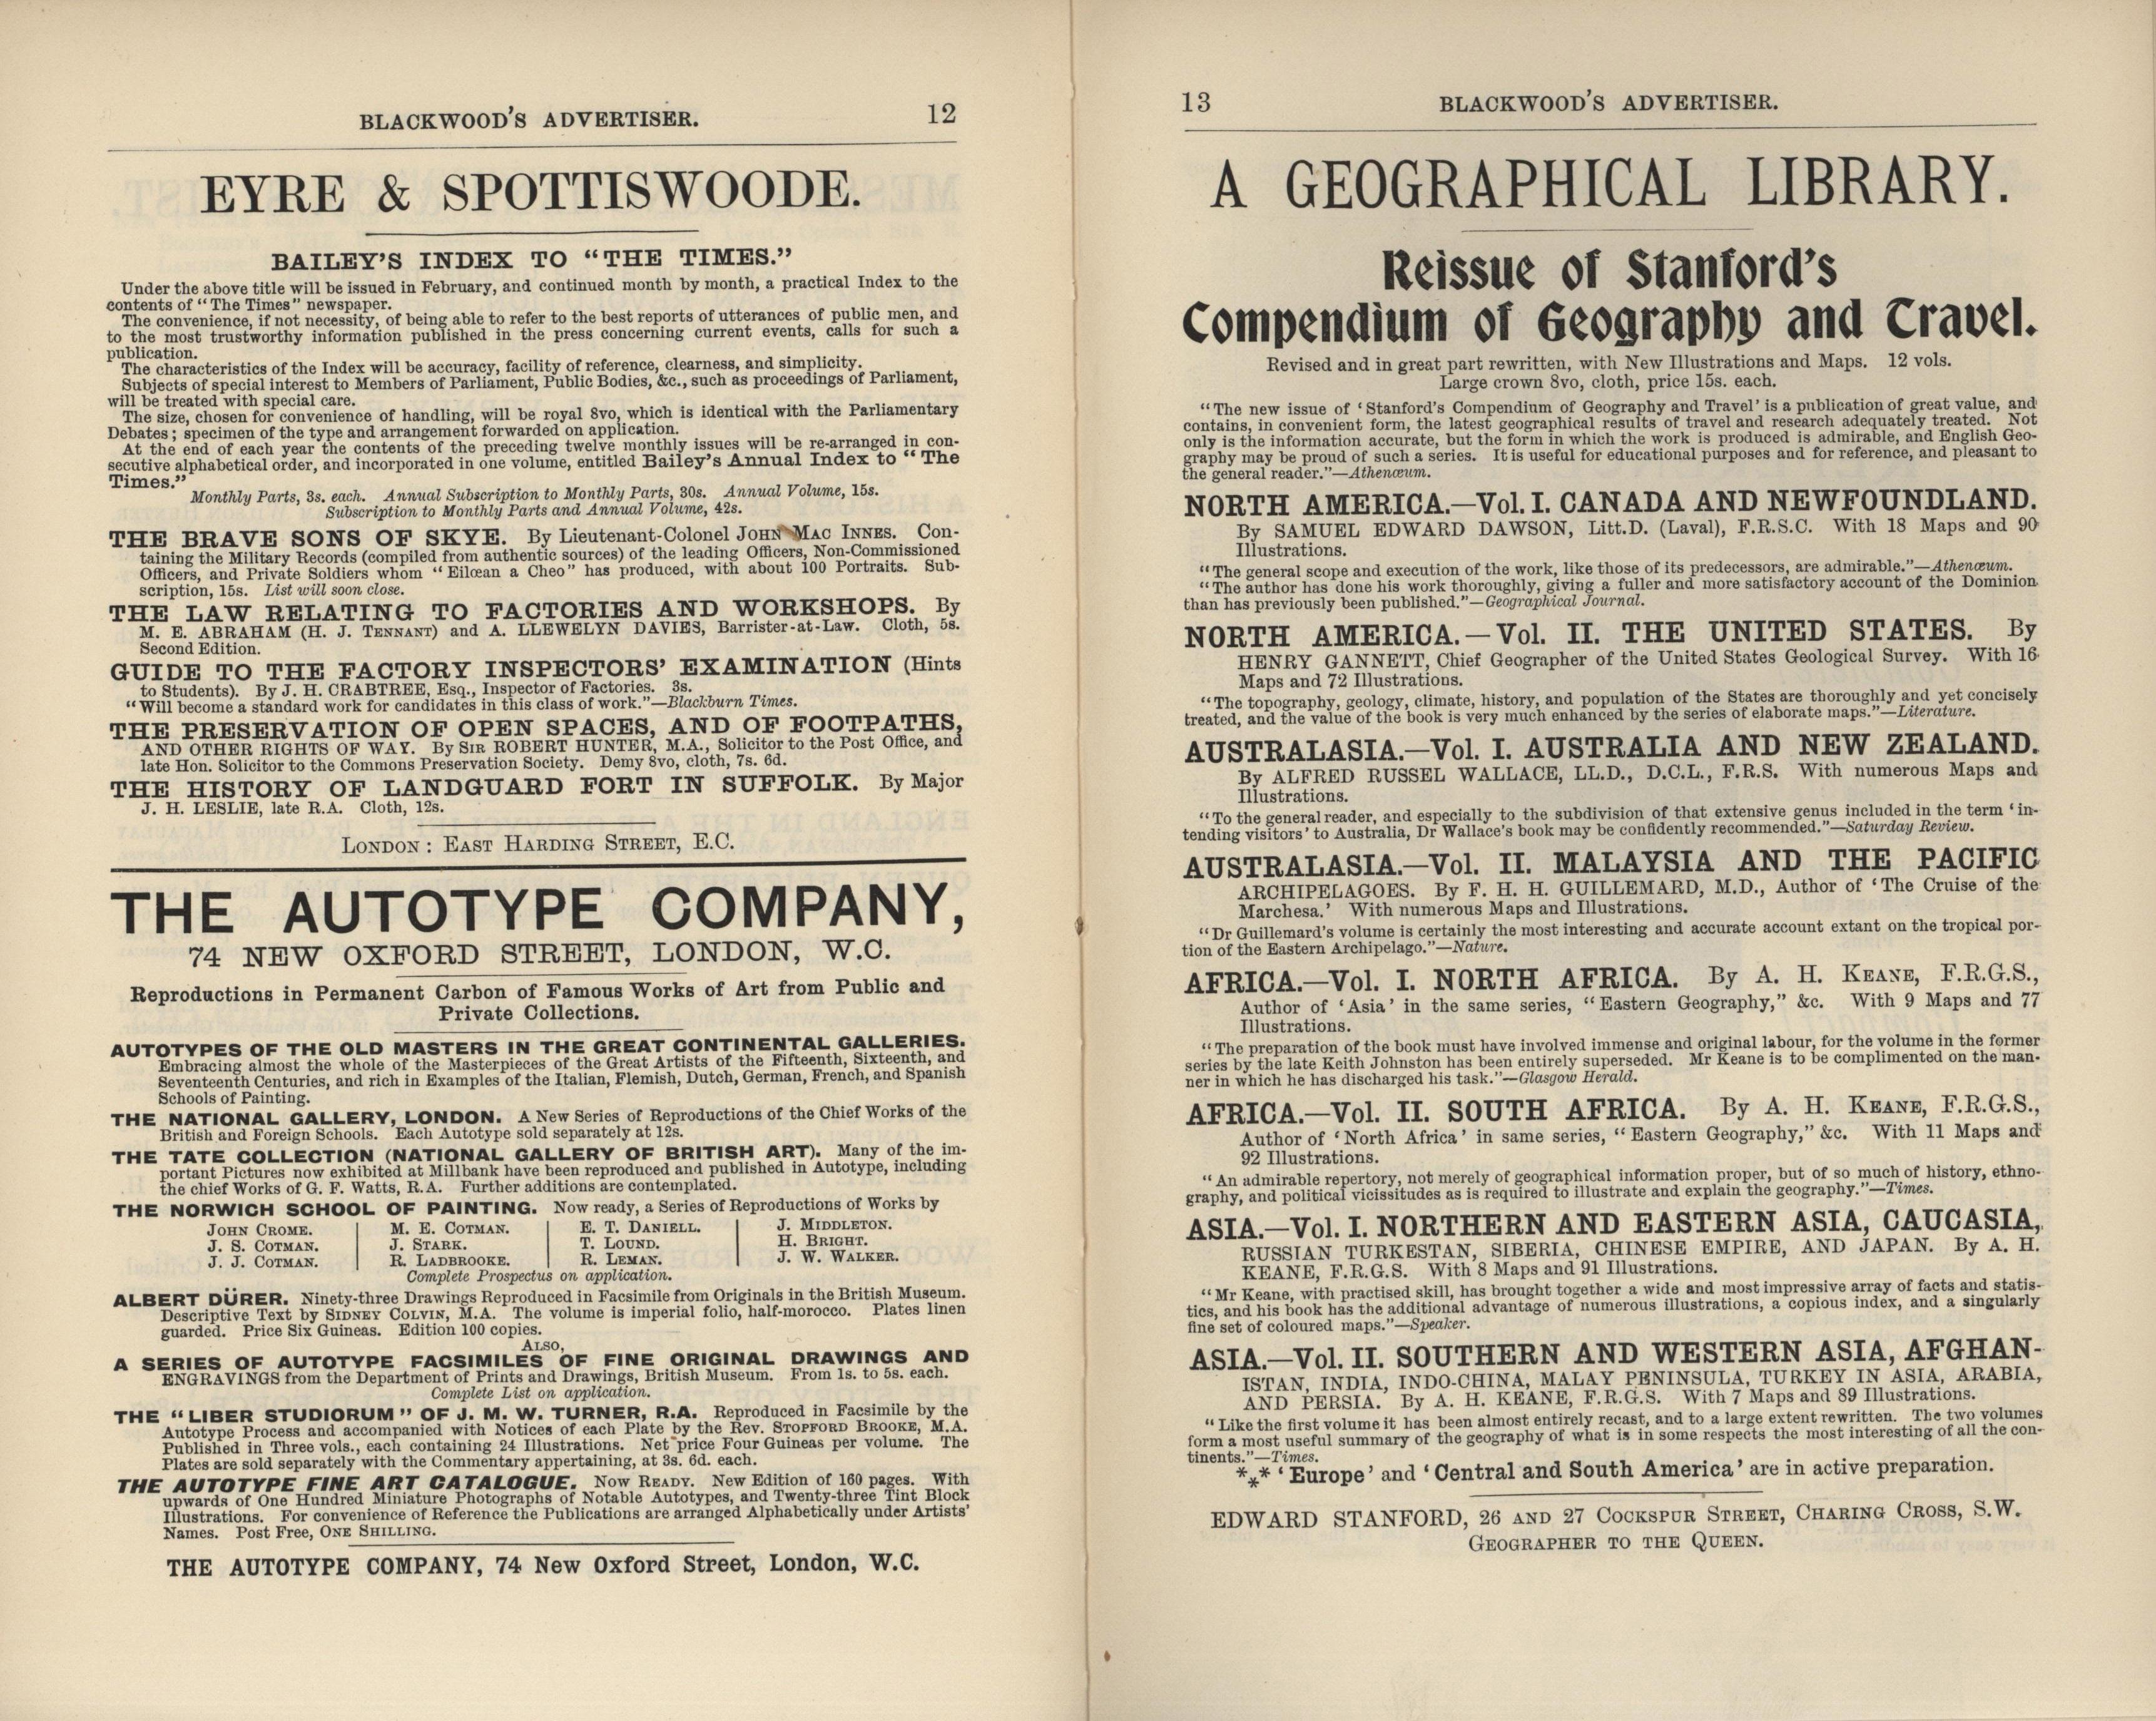 BLACKWOOD'S ADVERTISER. 12
EYRE & SPOTTISWOODE.
BAILEY'S INDEX TO "THE TIMES."
Under the above title will be issued in February, and continued month by month, a practical Index to the
contents of "The Times" newspaper.
The convenience, if not necessity, of being able to refer to the best reports of utterances of public men, and
to the most trustworthy information published in the press concerning current events, calls for such a
publication.
The characteristics of the Index will be accuracy, facility of reference, clearness, and simplicity.
Subjects of special interest to Members of Parliament, Public Bodies, &c., such as proceedings of Parliament,
will be treated with special care.
The size, chosen for convenience of handling, will be royal 8vo, which is identical with the Parliamentary
Debates; specimen of the type and arrangement forwarded on application.
At the end of each year the contents of the preceding twelve monthly issues will be re-arranged in con-
secutive alphabetical order, and incorporated in one volume, entitled Bailey's Annual Index to "The
Times."
Monthly Parts, 3s. each. Annual Subscription to Monthly Parts, 30s. Annual Volume, 15s.
Subscription to Monthly Parts and Annual Volume, 42s.
THE BRAVE SONS OF SKYE. By Lieutenant-Colonel JOHN MAC INNES. Con-
taining the Military Records (compiled from authentic sources) of the leading Officers, Non-Commissioned
Officers, and Private Soldiers whom "Eilœan a Cheo" has produced, with about 100 Portraits. Sub-
scription, 15s. List will soon close.
THE LAW RELATING TO FACTORIES AND WORKSHOPS. By
M. E. ABRAHAM (H. J. TENNANT) and A. LLEWELYN DAVIES, Barrister-at-Law. Cloth, 5s.
Second Edition.
GUIDE TO THE FACTORY INSPECTORS' EXAMINATION (Hints
to Students). By J. H. CRABTREE, Esq., Inspector of Factories. 3s.
"Will become a standard work for candidates in this class of work."—Blackburn Times.
THE PRESERVATION OF OPEN SPACES, AND OF FOOTPATHS,
AND OTHER RIGHTS OF WAY. By SIR ROBERT HUNTER, M.A., Solicitor to the Post Office, and
late Hon. Solicitor to the Commons Preservation Society. Demy 8vo, cloth, 7s. 6d.
THE HISTORY OF LANDGUARD FORT IN SUFFOLK. By Major
J. H. LESLIE, late R.A. Cloth, 12s.
LONDON: EAST HARDING STREET, E.C.
THE AUTOTYPE COMPANY,
74 NEW OXFORD STREET, LONDON, W.C.
Reproductions in Permanent Carbon of Famous Works of Art from Public and
Private Collections.
AUTOTYPES OF THE OLD MASTERS IN THE GREAT CONTINENTAL GALLERIES.
Embracing almost the whole of the Masterpieces of the Great Artists of the Fifteenth, Sixteenth, and
Seventeenth Centuries, and rich in Examples of the Italian, Flemish, Dutch, German, French, and Spanish
Schools of Painting.
THE NATIONAL GALLERY, LONDON. A New Series of Reproductions of the Chief Works of the
British and Foreign Schools. Each Autotype sold separately at 12s.
THE TATE COLLECTION (NATIONAL GALLERY OF BRITISH ART). Many of the im-
portant Pictures now exhibited at Millbank have been reproduced and published in Autotype, including
the chief Works of G. F. Watts, R.A. Further additions are contemplated.
THE NORWICH SCHOOL OF PAINTING. Now ready, a Series of Reproductions of Works by
JOHN CROME. M. E. COTMAN. E. T. DANIELL. J. MIDDLETON.
J. S. COTMAN. J. STARK. T. LOUND. H. BRIGHT.
J. J. COTMAN. R. LADBROOKE. R. LEMAN. J. W. WALKER.
Complete Prospectus on application.
ALBERT DÜRER. Ninety-three Drawings Reproduced in Facsimile from Originals in the British Museum.
Descriptive Text by SIDNEY COLVIN, M.A. The volume is imperial folio, half-morocco. Plates linen
guarded. Price Six Guineas. Edition 100 copies.
ALSO,
A SERIES OF AUTOTYPE FACSIMILES OF FINE ORIGINAL DRAWINGS AND
ENGRAVINGS from the Department of Prints and Drawings, British Museum. From 1s. to 5s. each.
Complete List on application.
THE "LIBER STUDIORUM" OF J. M. W. TURNER, R.A. Reproduced in Facsimile by the
Autotype Process and accompanied with Notices of each Plate by the Rev. STOPFORD BROOKE, M.A.
Published in Three vols., each containing 24 Illustrations. Net price Four Guineas per volume. The
Plates are sold separately with the Commentary appertaining, at 3s. 6d. each.
THE AUTOTYPE FINE ART CATALOGUE. NOW READY. New Edition of 160 pages. With
upwards of One Hundred Miniature Photographs of Notable Autotypes, and Twenty-three Tint Block
Illustrations. For convenience of Reference the Publications are arranged Alphabetically under Artists'
Names. Post Free, ONE SHILLING.
THE AUTOTYPE COMPANY, 74 New Oxford Street, London, W.C.
13 BLACKWOOD'S ADVERTISER.
A GEOGRAPHICAL LIBRARY.
Reissue of Stanford's
Compendium of Geography and Travel.
Revised and in great part rewritten, with New Illustrations and Maps. 12 vols.
Large crown 8vo, cloth, price 15s. each.
"The new issue of 'Stanford's Compendium of Geography and Travel' is a publication of great value, and
contains, in convenient form, the latest geographical results of travel and research adequately treated. Not
only is the information accurate, but the form in which the work is produced is admirable, and English Geo-
graphy may be proud of such a series. It is useful for educational purposes and for reference, and pleasant to
the general reader."—Athenœum.
NORTH AMERICA.—Vol. I. CANADA AND NEWFOUNDLAND.
By SAMUEL EDWARD DAWSON, Litt.D. (Laval), F.R.S.C. With 18 Maps and 90
Illustrations.
"The general scope and execution of the work, like those of its predecessors, are admirable."—Athenœum.
"The author has done his work thoroughly, giving a fuller and more satisfactory account of the Dominion
than has previously been published."—Geographical Journal.
NORTH AMERICA.—Vol. II. THE UNITED STATES. By
HENRY GANNETT, Chief Geographer of the United States Geological Survey. With 16
Maps and 72 Illustrations.
"The topography, geology, climate, history, and population of the States are thoroughly and yet concisely
treated, and the value of the book is very much enhanced by the series of elaborate maps."—Literature.
AUSTRALASIA.—Vol. I. AUSTRALIA AND NEW ZEALAND.
By ALFRED RUSSEL WALLACE, LL.D., D.C.L., F.R.S. With numerous Maps and
Illustrations.
"To the general reader, and especially to the subdivision of that extensive genus included in the term 'in-
tending visitors' to Australia, Dr Wallace's book may be confidently recommended."—Saturday Review.
AUSTRALASIA.—Vol. II. MALAYSIA AND THE PACIFIC
ARCHIPELAGOES. By F. H. H. GUILLEMARD, M.D., Author of 'The Cruise of the
Marchesa.' With numerous Maps and Illustrations.
"Dr Guillemard's volume is certainly the most interesting and accurate account extant on the tropical por-
tion of the Eastern Archipelago."—Nature.
AFRICA.—Vol. I. NORTH AFRICA. By A. H. KEANE, F.R.G.S.,
Author of 'Asia' in the same series, "Eastern Geography," &c. With 9 Maps and 77
Illustrations.
"The preparation of the book must have involved immense and original labour, for the volume in the former
series by the late Keith Johnston has been entirely superseded. Mr Keane is to be complimented on the man-
ner in which he has discharged his task."—Glasgow Herald.
AFRICA.—Vol. II. SOUTH AFRICA. By A. H. KEANE, F.R.G.S.,
Author of 'North Africa' in same series, "Eastern Geography," &c. With 11 Maps and
92 Illustrations.
"An admirable repertory, not merely of geographical information proper, but of so much of history, ethno-
graphy, and political vicissitudes as is required to illustrate and explain the geography."—Times.
ASIA.—Vol. I. NORTHERN AND EASTERN ASIA, CAUCASIA,
RUSSIAN TURKESTAN, SIBERIA, CHINESE EMPIRE, AND JAPAN. By A. H.
KEANE, F.R.G.S. With 8 Maps and 91 Illustrations.
"Mr Keane, with practised skill, has brought together a wide and most impressive array of facts and statis-
tics, and his book has the additional advantage of numerous illustrations, a copious index, and a singularly
fine set of coloured maps."—Speaker.
ASIA.—Vol. II. SOUTHERN AND WESTERN ASIA, AFGHAN-
ISTAN, INDIA, INDO-CHINA, MALAY PENINSULA, TURKEY IN ASIA, ARABIA,
AND PERSIA. By A. H. KEANE, F.R.G.S. With 7 Maps and 89 Illustrations.
"Like the first volume it has been almost entirely recast, and to a large extent rewritten. The two volumes
form a most useful summary of the geography of what is in some respects the most interesting of all the con-
tinents."—Times.
*** 'Europe' and 'Central and South America' are in active preparation.
EDWARD STANFORD, 26 AND 27 COCKSPUR STREET, CHARING CROSS, S.W.
GEOGRAPHER TO THE QUEEN.